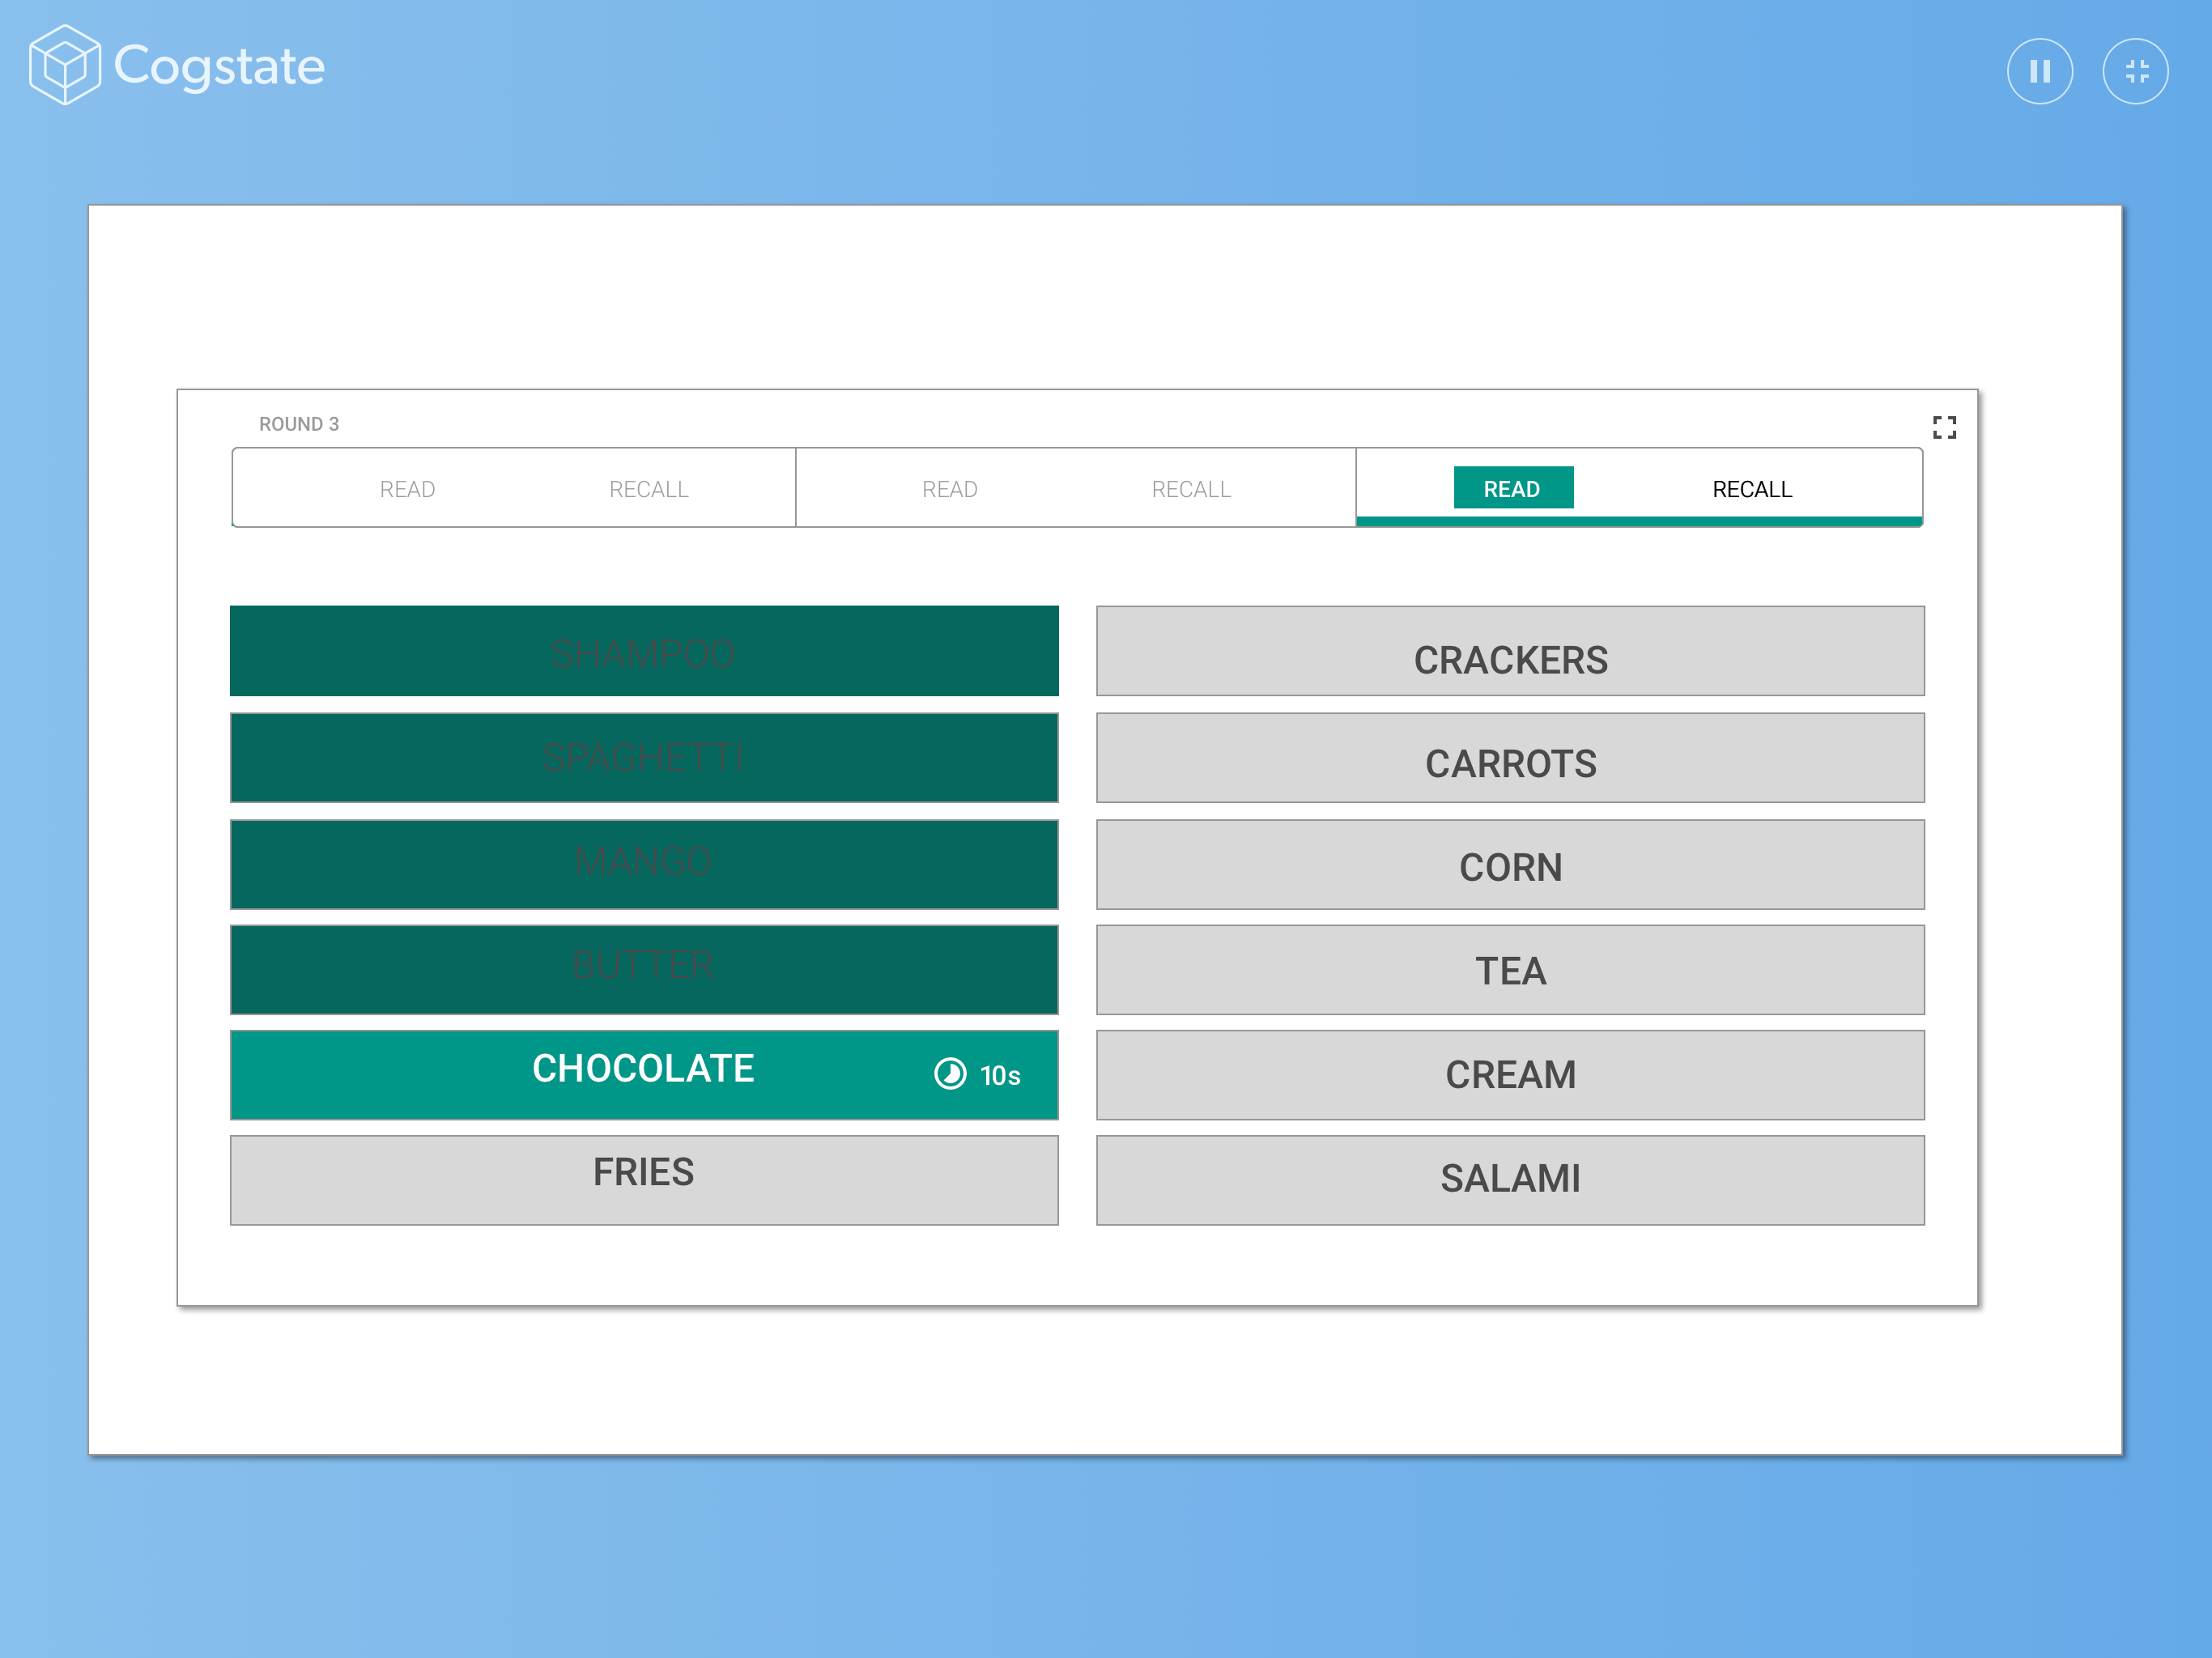 Cogstate
ROUND 3
READ RECALL READ RECALL READ RECALL
SHAMPOO
SPAGHETTI
MANGO
BUTTER
CHOCOLATE 10s
FRIES
CRACKERS
CARROTS
CORN
TEA
CREAM
SALAMI